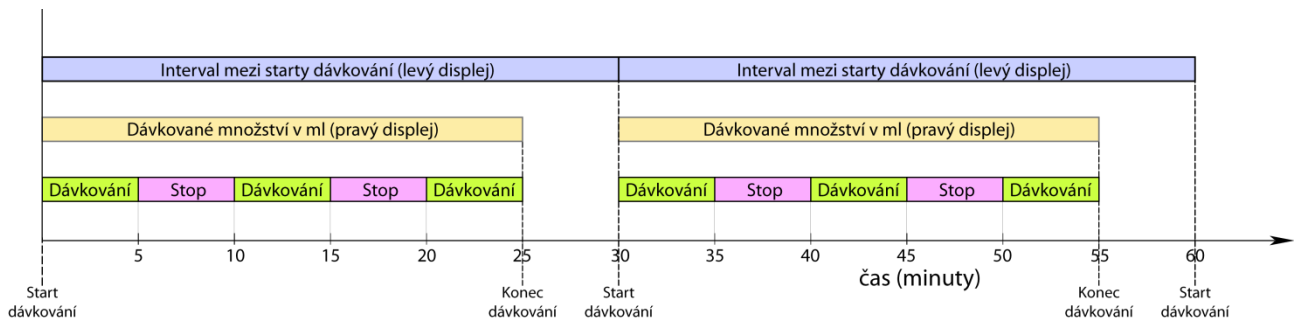 Interval mezi starty dávkování (levý displej) Interval mezi starty dávkování (levý displej)
Dávkované množství v ml (pravý displej) Dávkované množství v ml (pravý displej)
Dávkování Stop Dávkování Stop Dávkování Dávkování Stop Dávkování Stop Dávkování
5 10 15 20 25 30 35 40 45 50 55 60
čas (minuty)
Start Konec Start Konec Start
dávkování dávkování dávkování dávkování dávkování